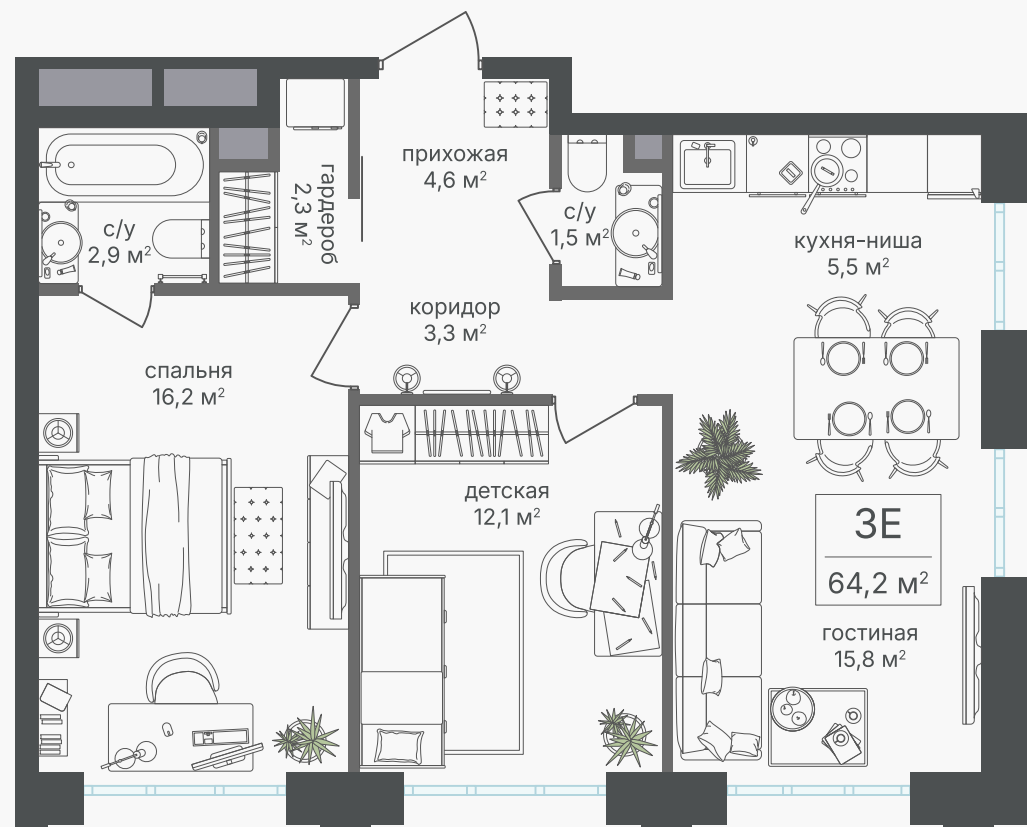 прихожая
4,6 м²
гардероб
2,3 м²
с/у
2,9 м²
с/у
1,5 м²
кухня-ниша
5,5 м²
коридор
3,3 м²
спальня
16,2 м²
детская
12,1 м²
3Е
64,2 м²
гостиная
15,8 м²